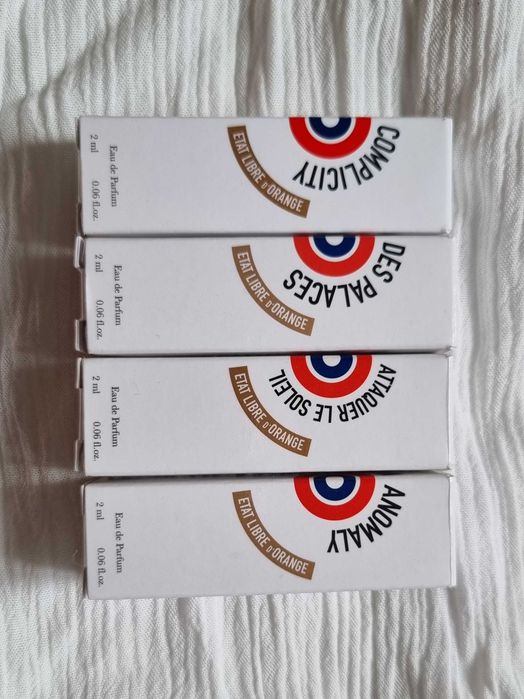 COMPLICITY
ETAT LIBRE D'ORANGE
Eau de Parfum
2 ml 0.06 fl.oz.
DES PALACES
ETAT LIBRE D'ORANGE
Eau de Parfum
2 ml 0.06 fl.oz.
ATTAQUER LE SOLEIL
ETAT LIBRE D'ORANGE
Eau de Parfum
2 ml 0.06 fl.oz.
ANOMALY
ETAT LIBRE D'ORANGE
Eau de Parfum
2 ml 0.06 fl.oz.